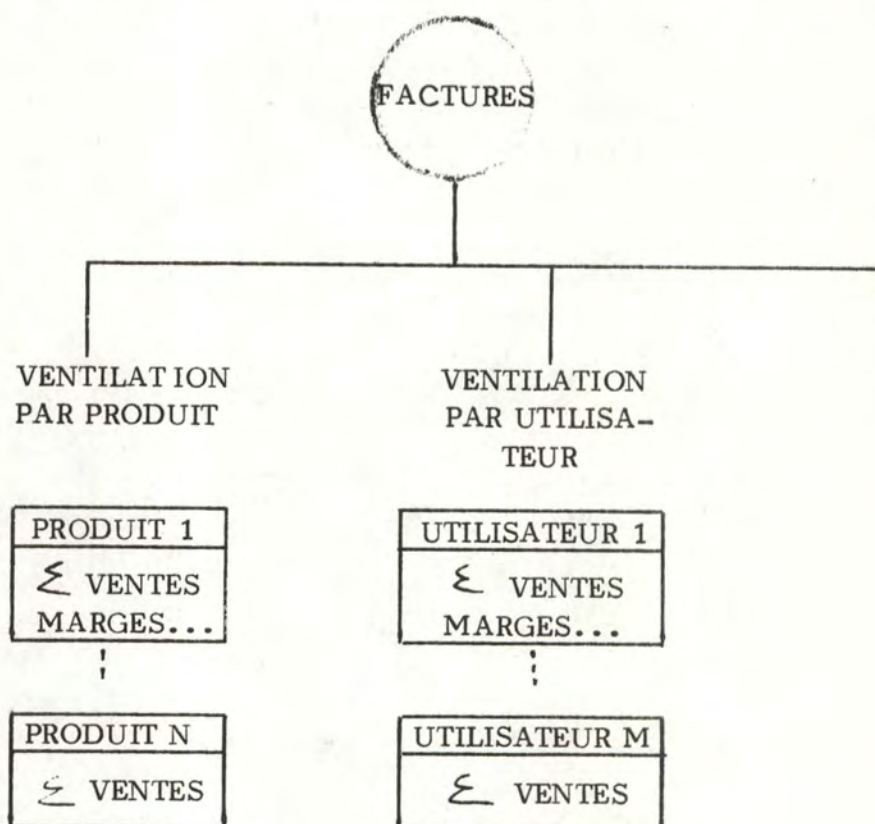 FACTURES
VENTILATION
PAR PRODUIT
VENTILATION
PAR UTILISA-
TEUR
PRODUIT 1
Σ VENTES
MARGES...
PRODUIT N
Σ VENTES
UTILISATEUR 1
Σ VENTES
MARGES...
UTILISATEUR M
Σ VENTES